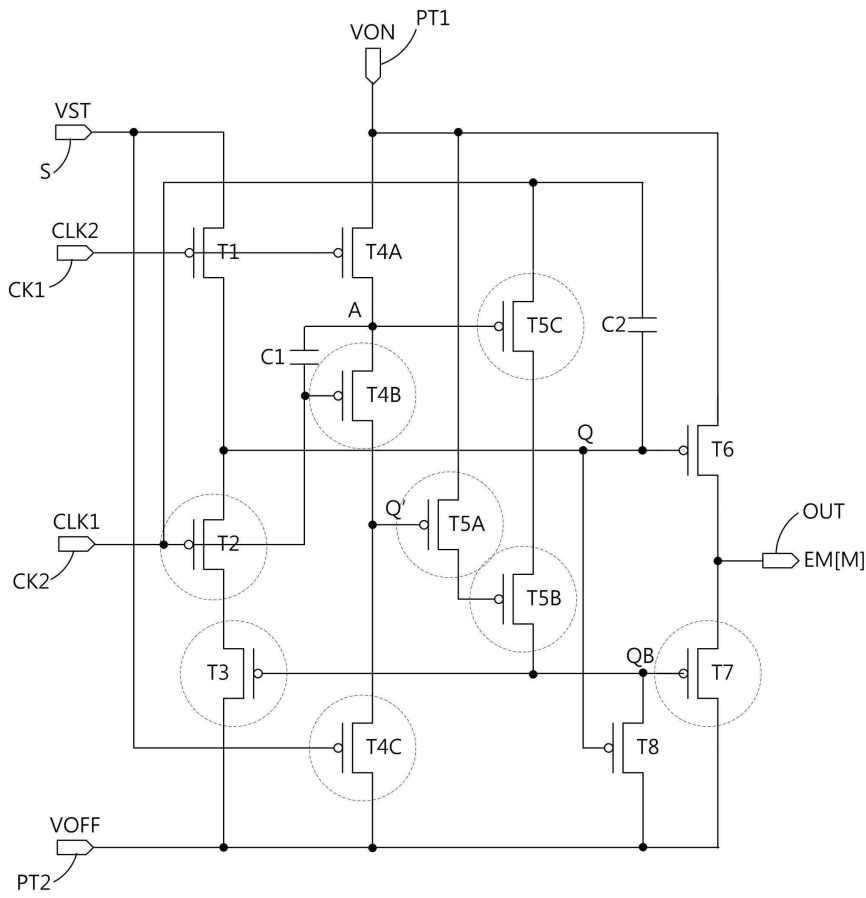 PT1
VON
VST
S
CLK2
T1
T4A
CK1
A
T5C
C2
C1
T4B
Q
T6
Q'
T5A
OUT
CLK1
T2
EM[M]
CK2
T5B
QB
T3
T7
T4C
T8
VOFF
PT2